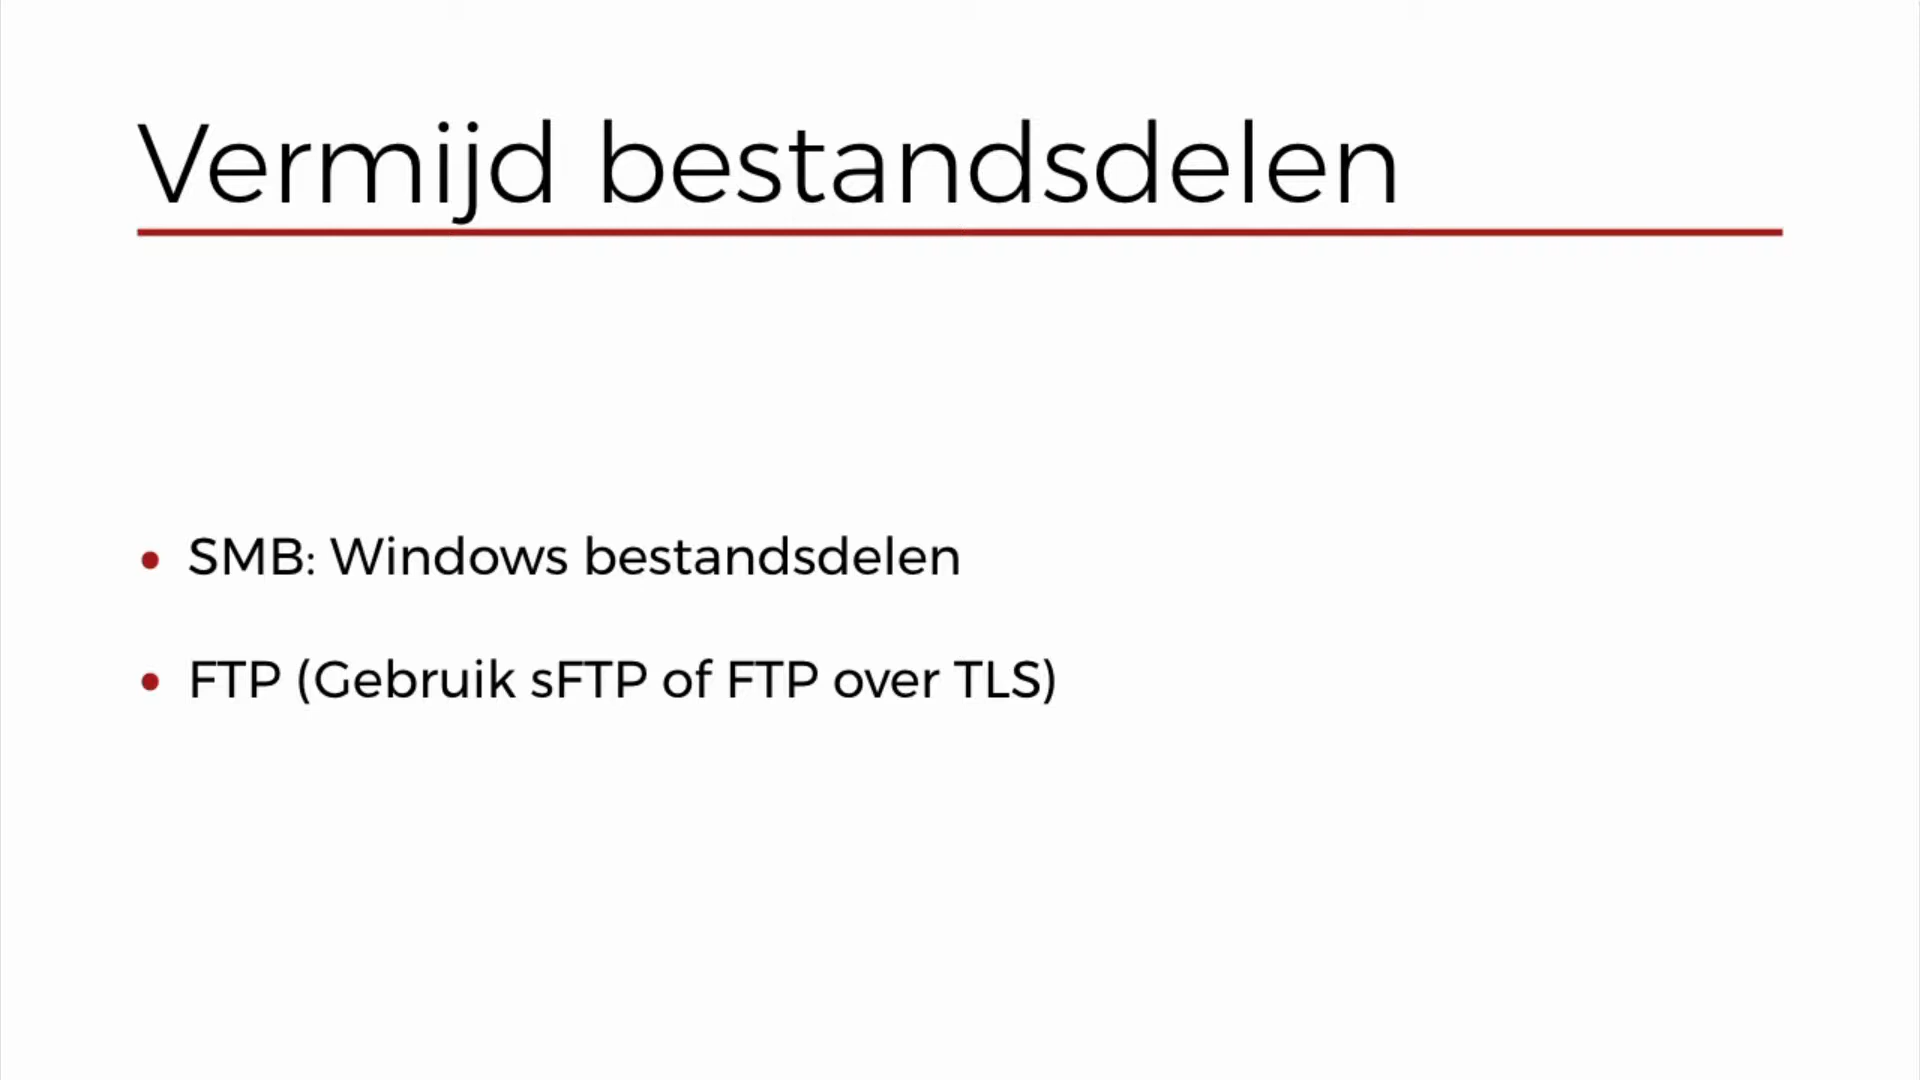 Vermijd bestandsdelen
• SMB: Windows bestandsdelen
• FTP (Gebruik sFTP of FTP over TLS)